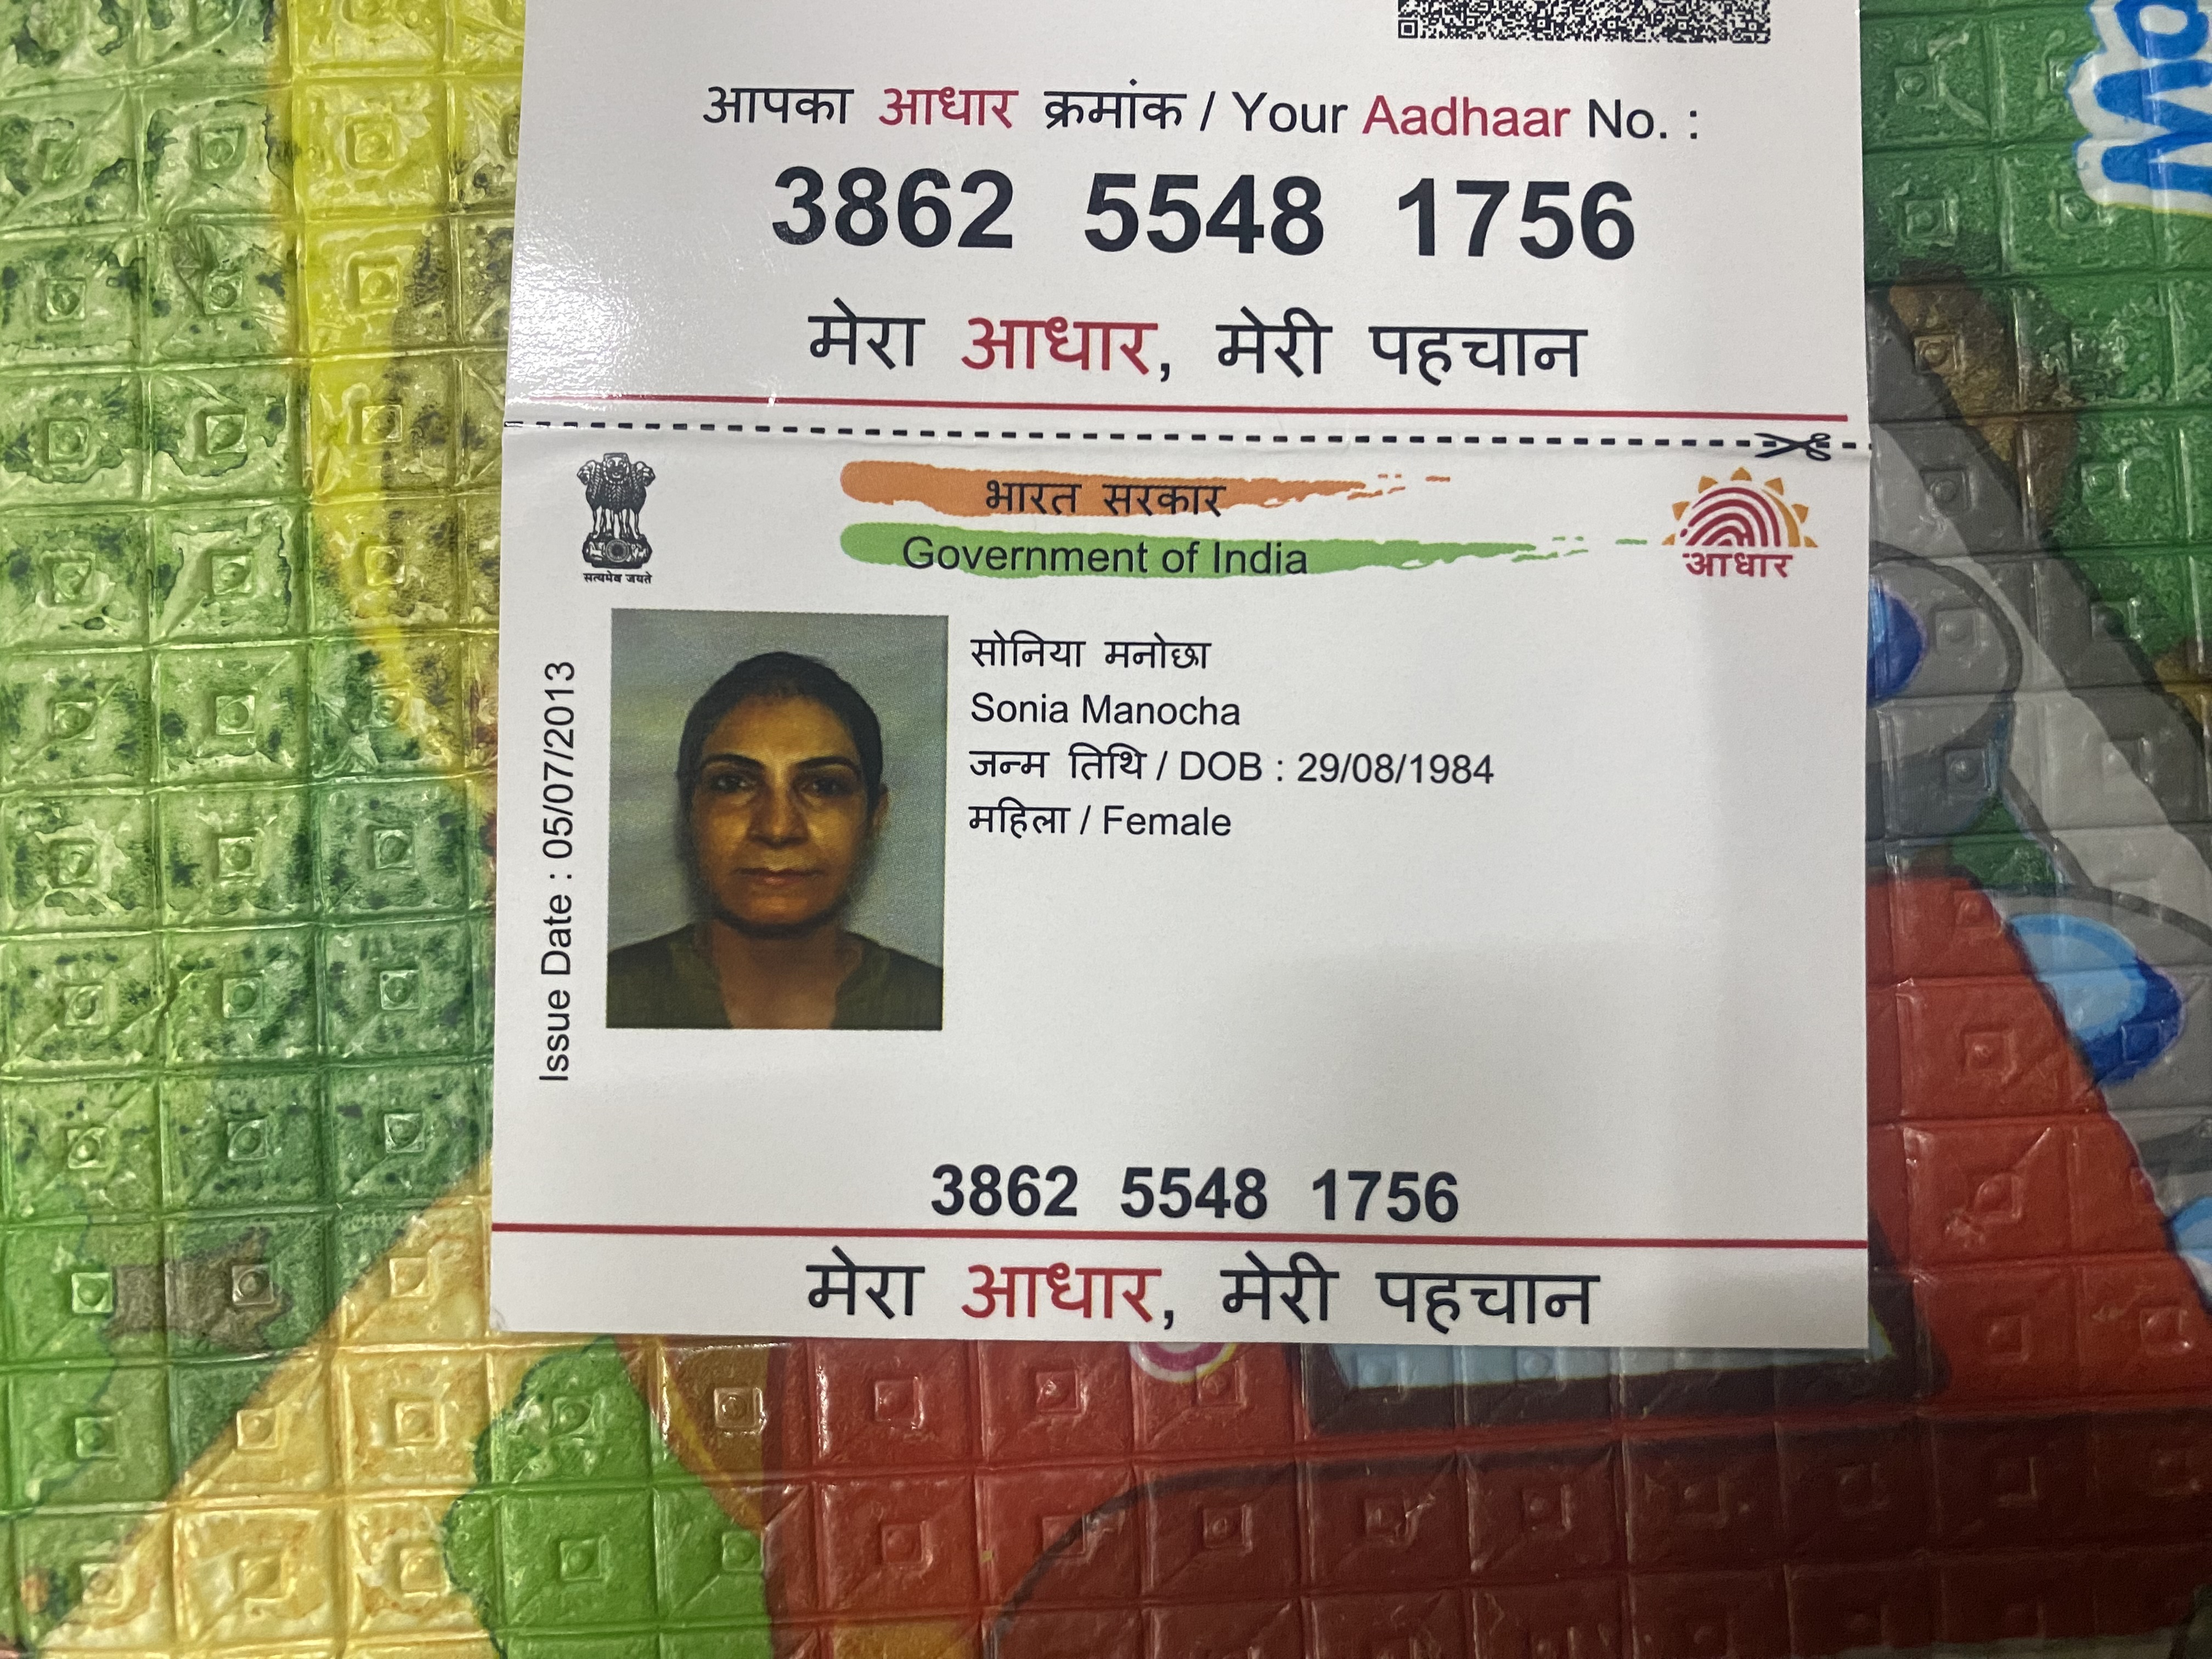 आपका आधार क्रमांक / Your Aadhaar No. :
3862 5548 1756
मेरा आधार, मेरी पहचान
सत्यमेव जयते
भारत सरकार
Government of India
आधार
Issue Date : 05/07/2013
सोनिया मनोछा
Sonia Manocha
जन्म तिथि / DOB : 29/08/1984
महिला / Female
3862 5548 1756
मेरा आधार, मेरी पहचान